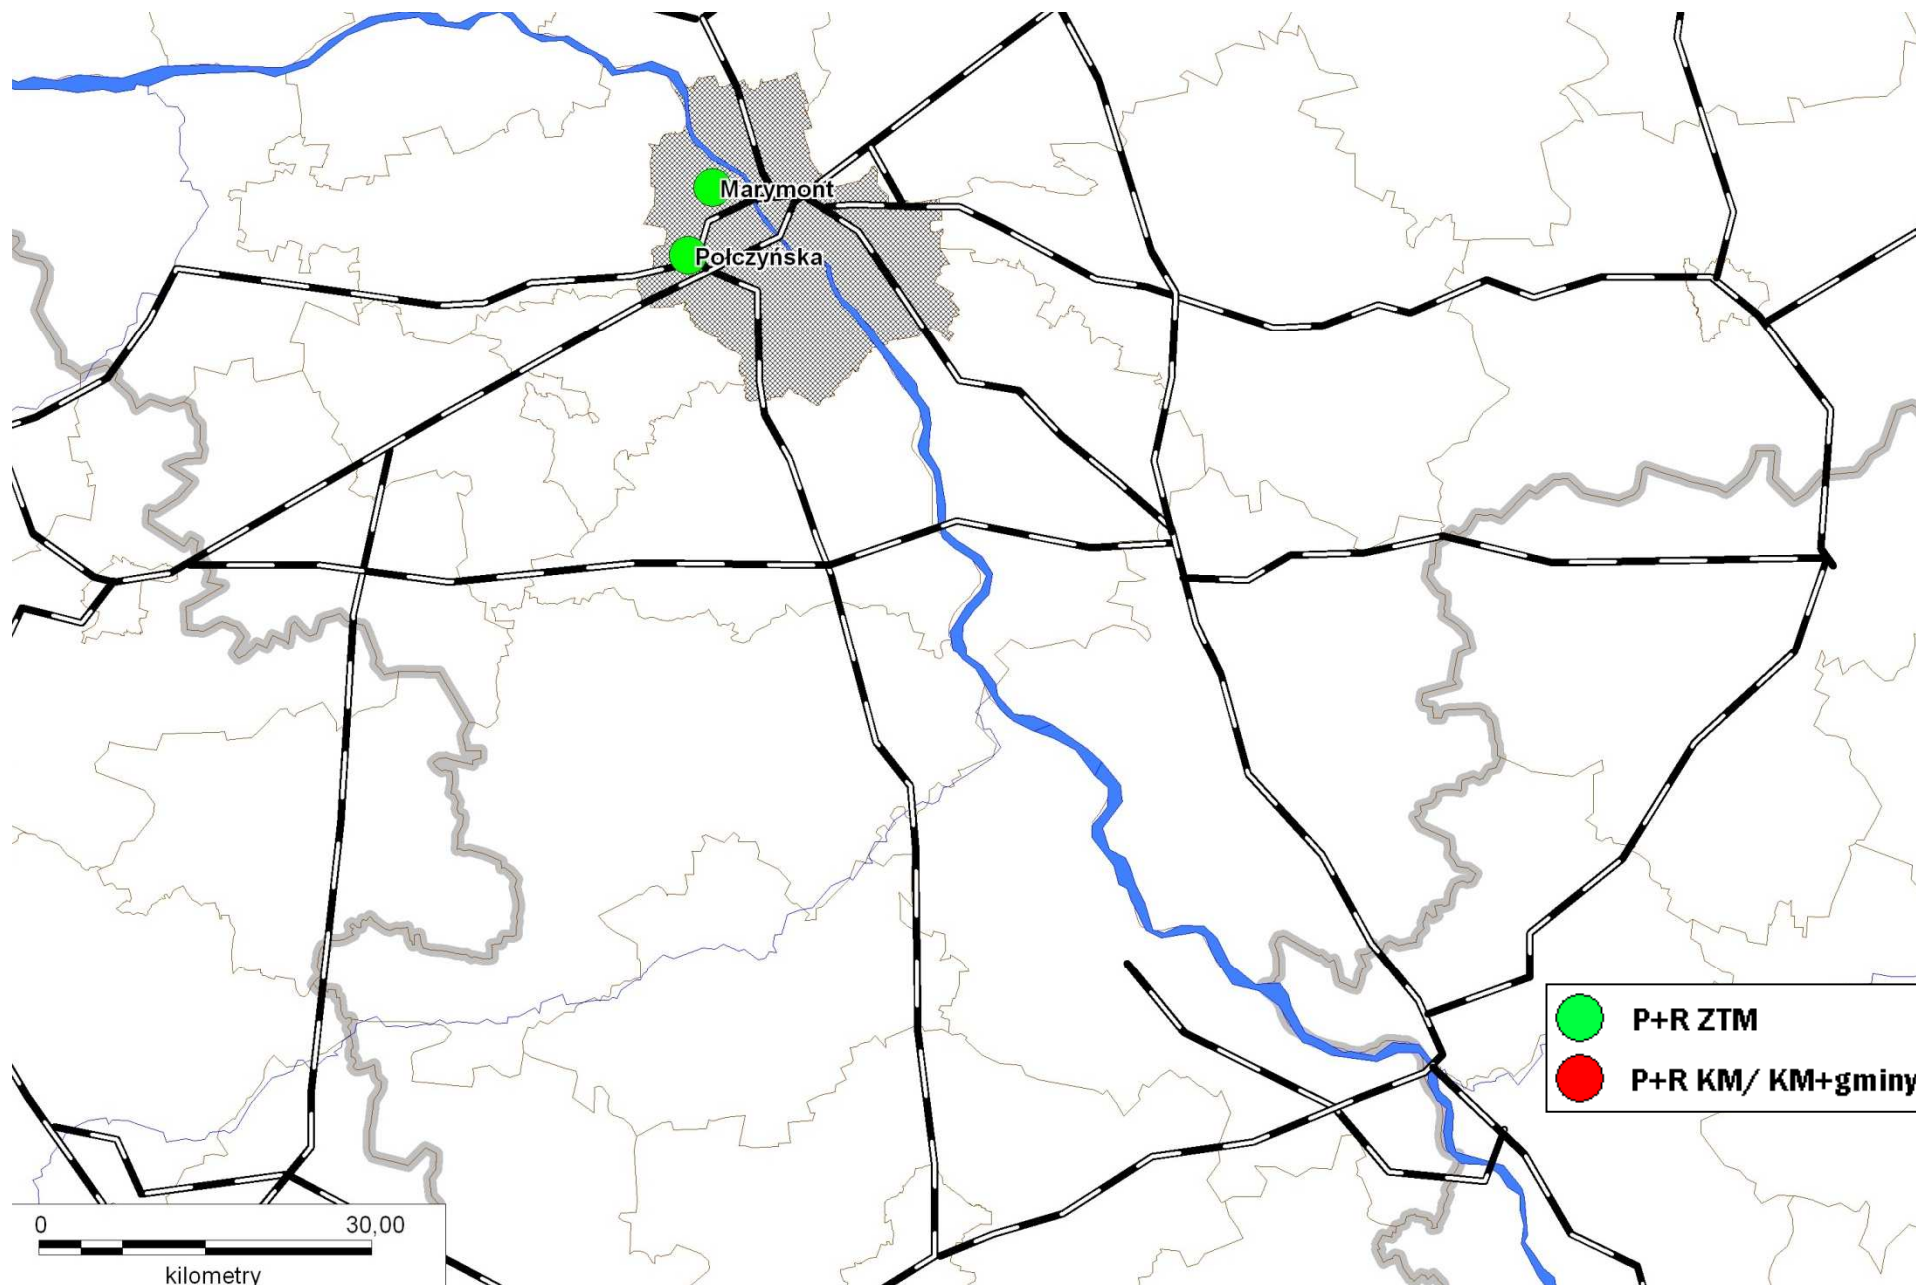 Marymont
Połczyńska
P+R ZTM
P+R KM/ KM+gminy
0 30,00
kilometry